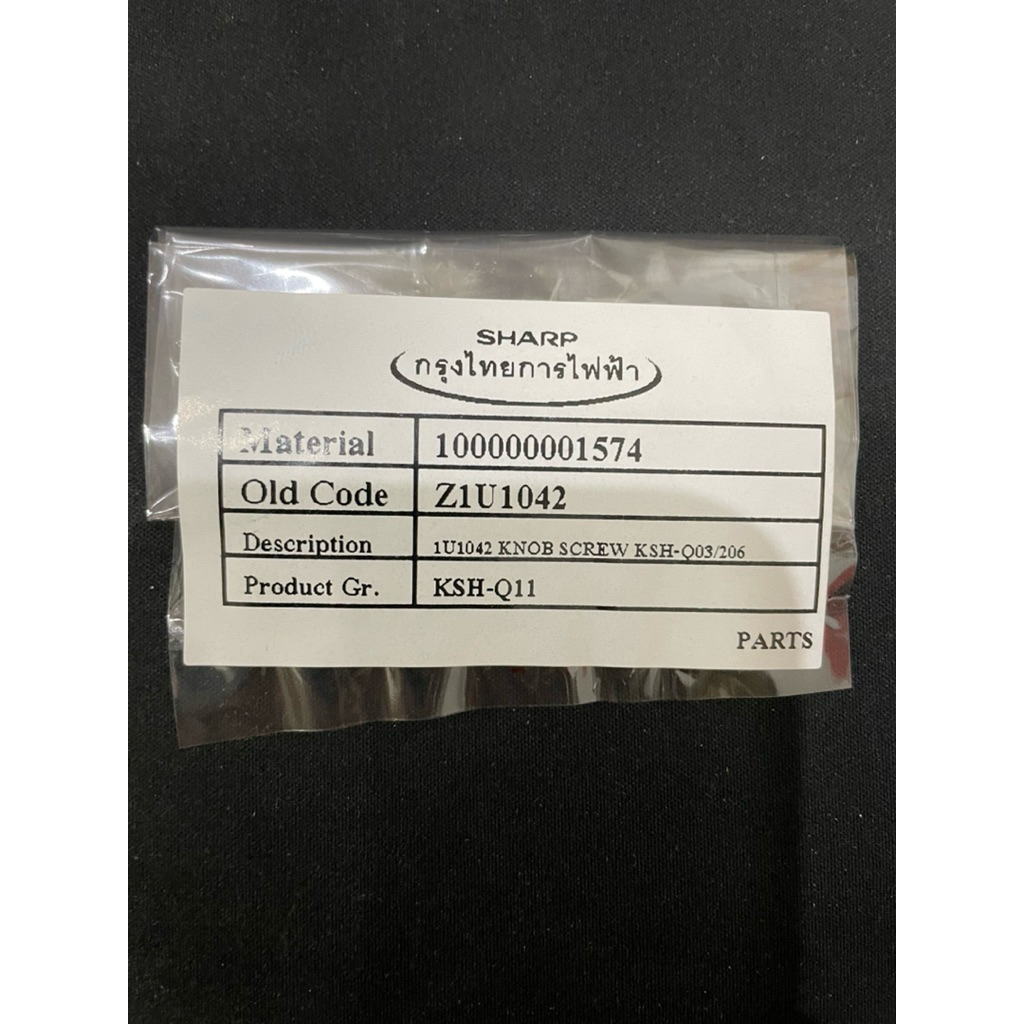 SHARP
กรุงไทยการไฟฟ้า
Material 100000001574
Old Code Z1U1042
Description 1U1042 KNOB SCREW KSH-Q03/206
Product Gr. KSH-Q11
PARTS